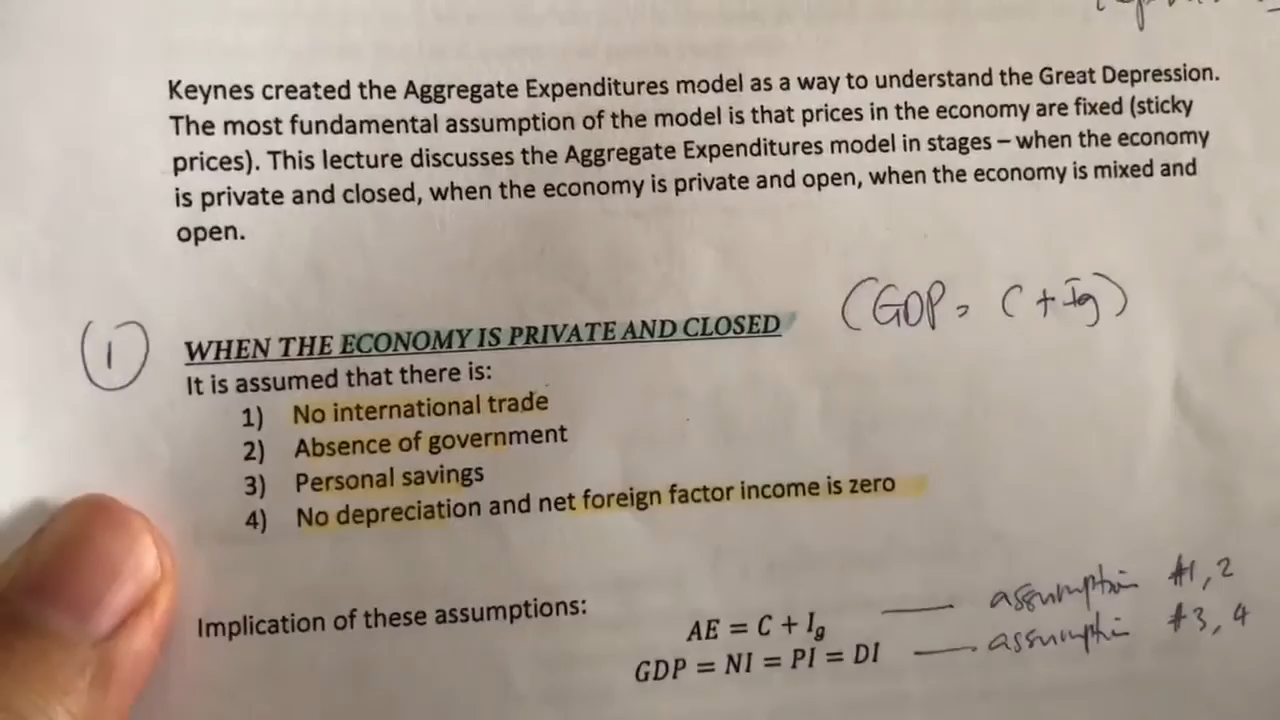 Keynes created the Aggregate Expenditures model as a way to understand the Great Depression.
The most fundamental assumption of the model is that prices in the economy are fixed (sticky
prices). This lecture discusses the Aggregate Expenditures model in stages – when the economy
is private and closed, when the economy is private and open, when the economy is mixed and
open.
(GDP = C + Ig)
1 WHEN THE ECONOMY IS PRIVATE AND CLOSED
It is assumed that there is:
1) No international trade
2) Absence of government
3) Personal savings
4) No depreciation and net foreign factor income is zero
Implication of these assumptions:
AE = C + Ig — assumption #1, 2
GDP = NI = PI = DI — assumption #3, 4